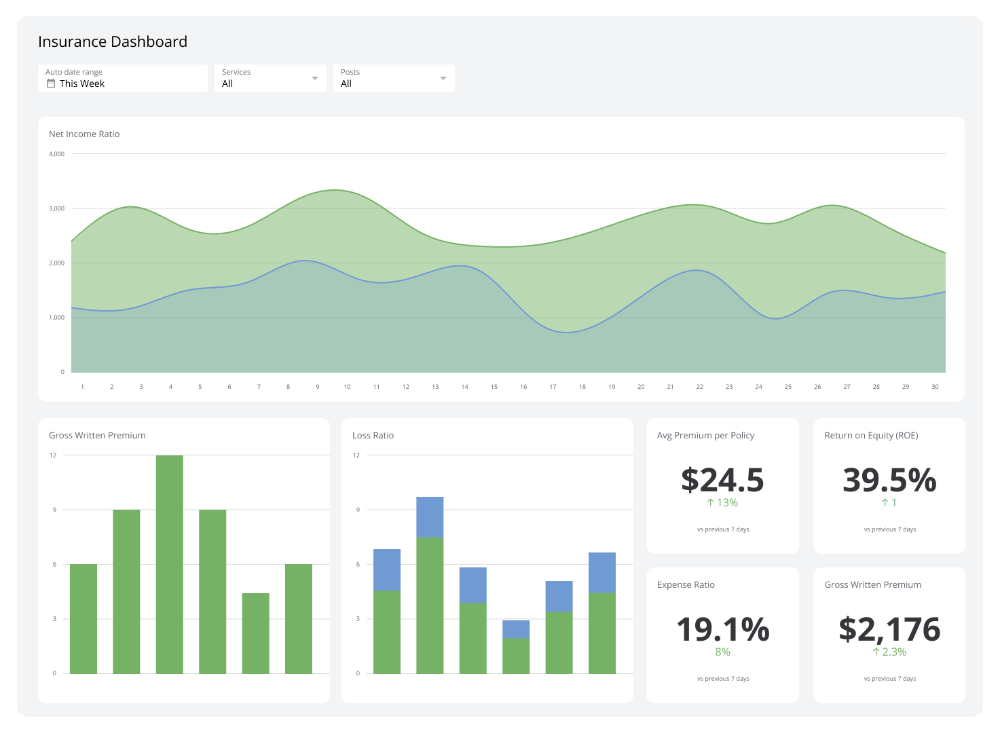 Insurance Dashboard
Auto date range
This Week
Services
All
Posts
All
Net Income Ratio
4,000
3,000
2,000
1,000
0
1 2 3 4 5 6 7 8 9 10 11 12 13 14 15 16 17 18 19 20 21 22 23 24 25 26 27 28 29 30
Gross Written Premium
12
9
6
3
0
Loss Ratio
12
9
6
3
0
Avg Premium per Policy
$24.5
↑ 13%
vs previous 7 days
Return on Equity (ROE)
39.5%
↑ 1
vs previous 7 days
Expense Ratio
19.1%
8%
vs previous 7 days
Gross Written Premium
$2,176
↑ 2.3%
vs previous 7 days